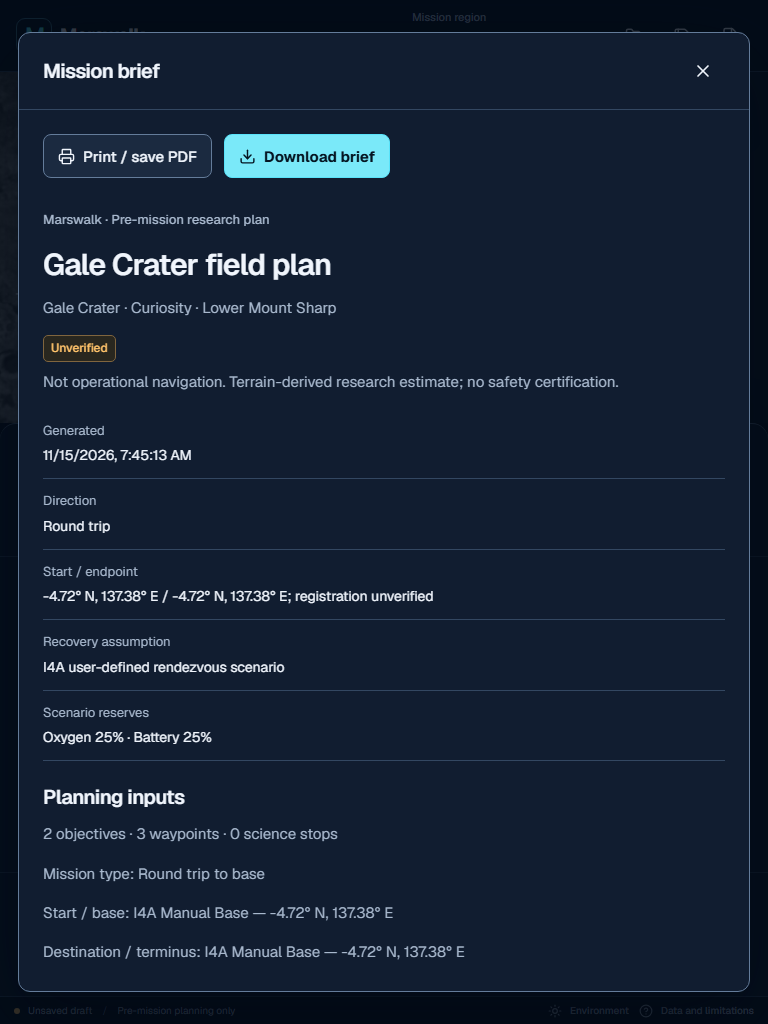 Mission region
Mission brief
Print / save PDF
Download brief
Marswalk · Pre-mission research plan
Gale Crater field plan
Gale Crater · Curiosity · Lower Mount Sharp
Unverified
Not operational navigation. Terrain-derived research estimate; no safety certification.
Generated
11/15/2026, 7:45:13 AM
Direction
Round trip
Start / endpoint
-4.72° N, 137.38° E / -4.72° N, 137.38° E; registration unverified
Recovery assumption
I4A user-defined rendezvous scenario
Scenario reserves
Oxygen 25% · Battery 25%
Planning inputs
2 objectives · 3 waypoints · 0 science stops
Mission type: Round trip to base
Start / base: I4A Manual Base — -4.72° N, 137.38° E
Destination / terminus: I4A Manual Base — -4.72° N, 137.38° E
Unsaved draft / Pre-mission planning only
Environment
Data and limitations